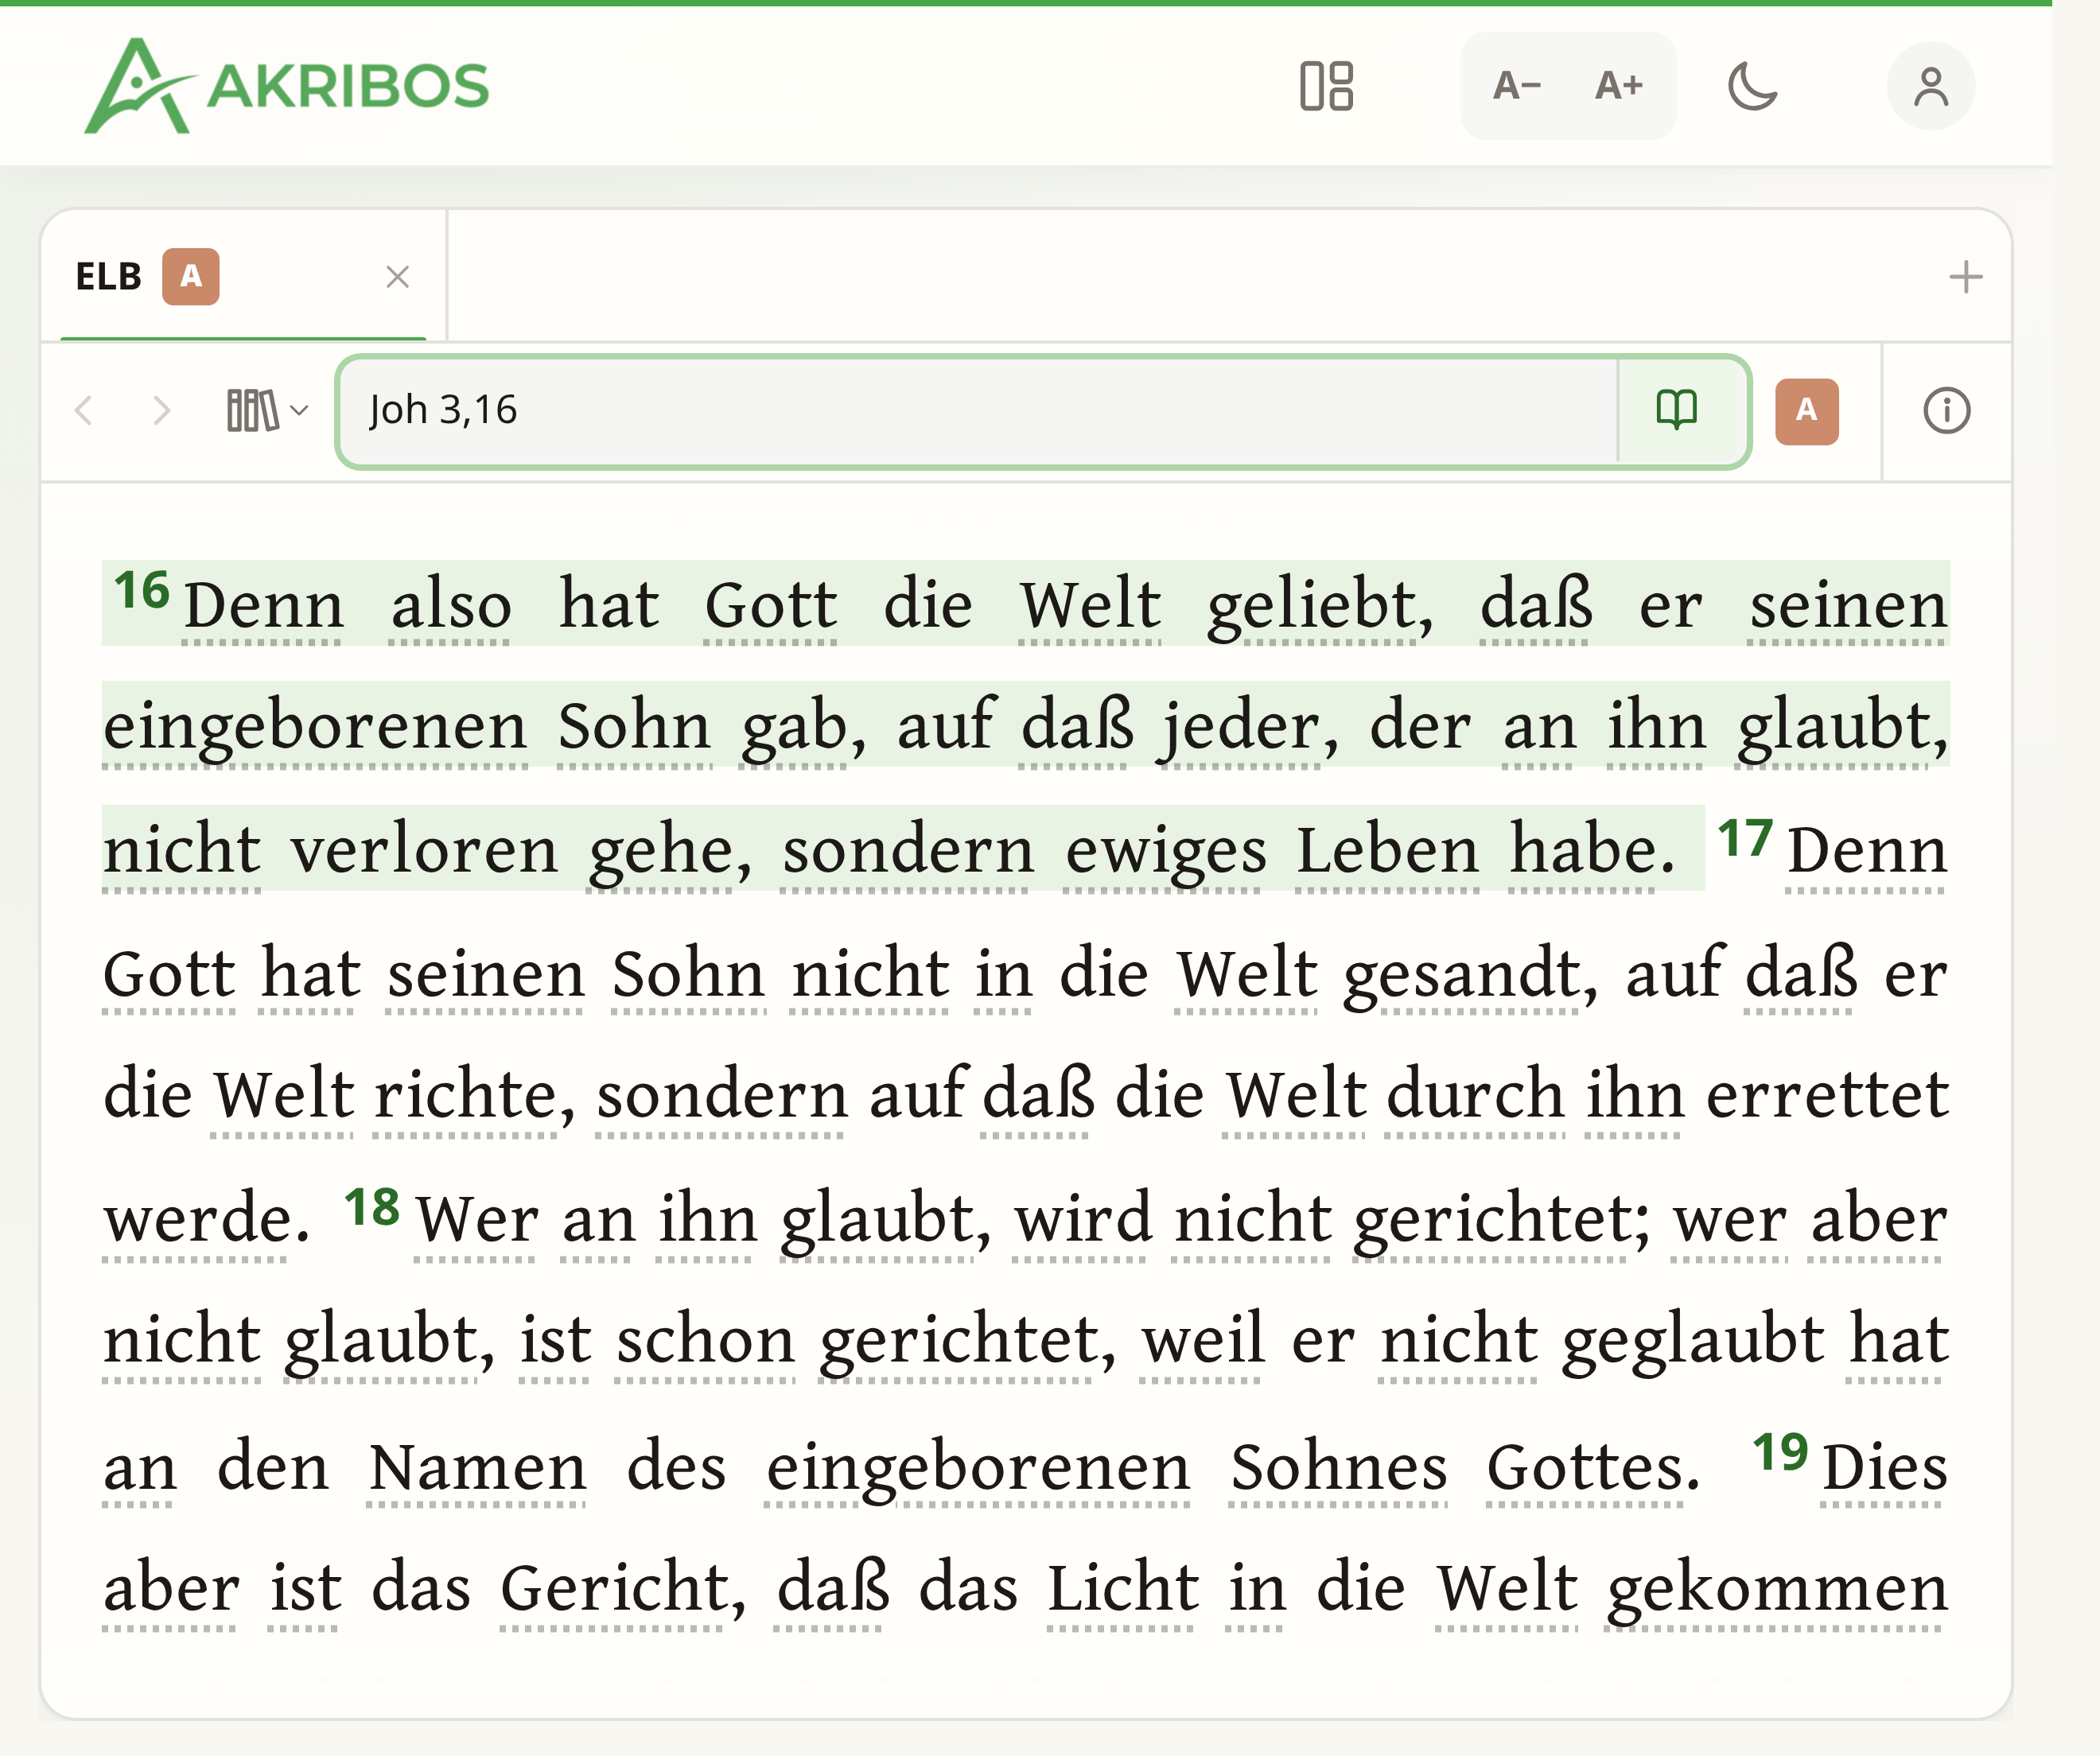 AKRIBOS
A− A+
ELB A
Joh 3,16
A
16 Denn also hat Gott die Welt geliebt, daß er seinen
eingeborenen Sohn gab, auf daß jeder, der an ihn glaubt,
nicht verloren gehe, sondern ewiges Leben habe. 17 Denn
Gott hat seinen Sohn nicht in die Welt gesandt, auf daß er
die Welt richte, sondern auf daß die Welt durch ihn errettet
werde. 18 Wer an ihn glaubt, wird nicht gerichtet; wer aber
nicht glaubt, ist schon gerichtet, weil er nicht geglaubt hat
an den Namen des eingeborenen Sohnes Gottes. 19 Dies
aber ist das Gericht, daß das Licht in die Welt gekommen